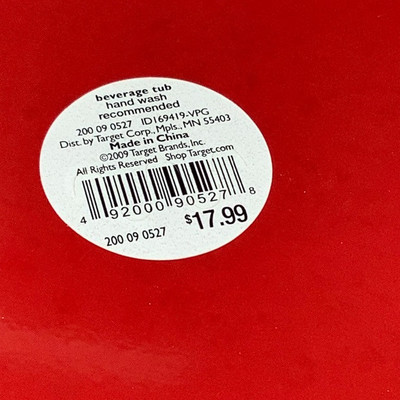 beverage tub
hand wash
recommended
200 09 0527 ID169419-VPG
Dist. by Target Corp., Mpls., MN 55403
Made in China
©2009 Target Brands, Inc.
All Rights Reserved Shop Target.com
4 92000 90527 8
$17.99
200 09 0527